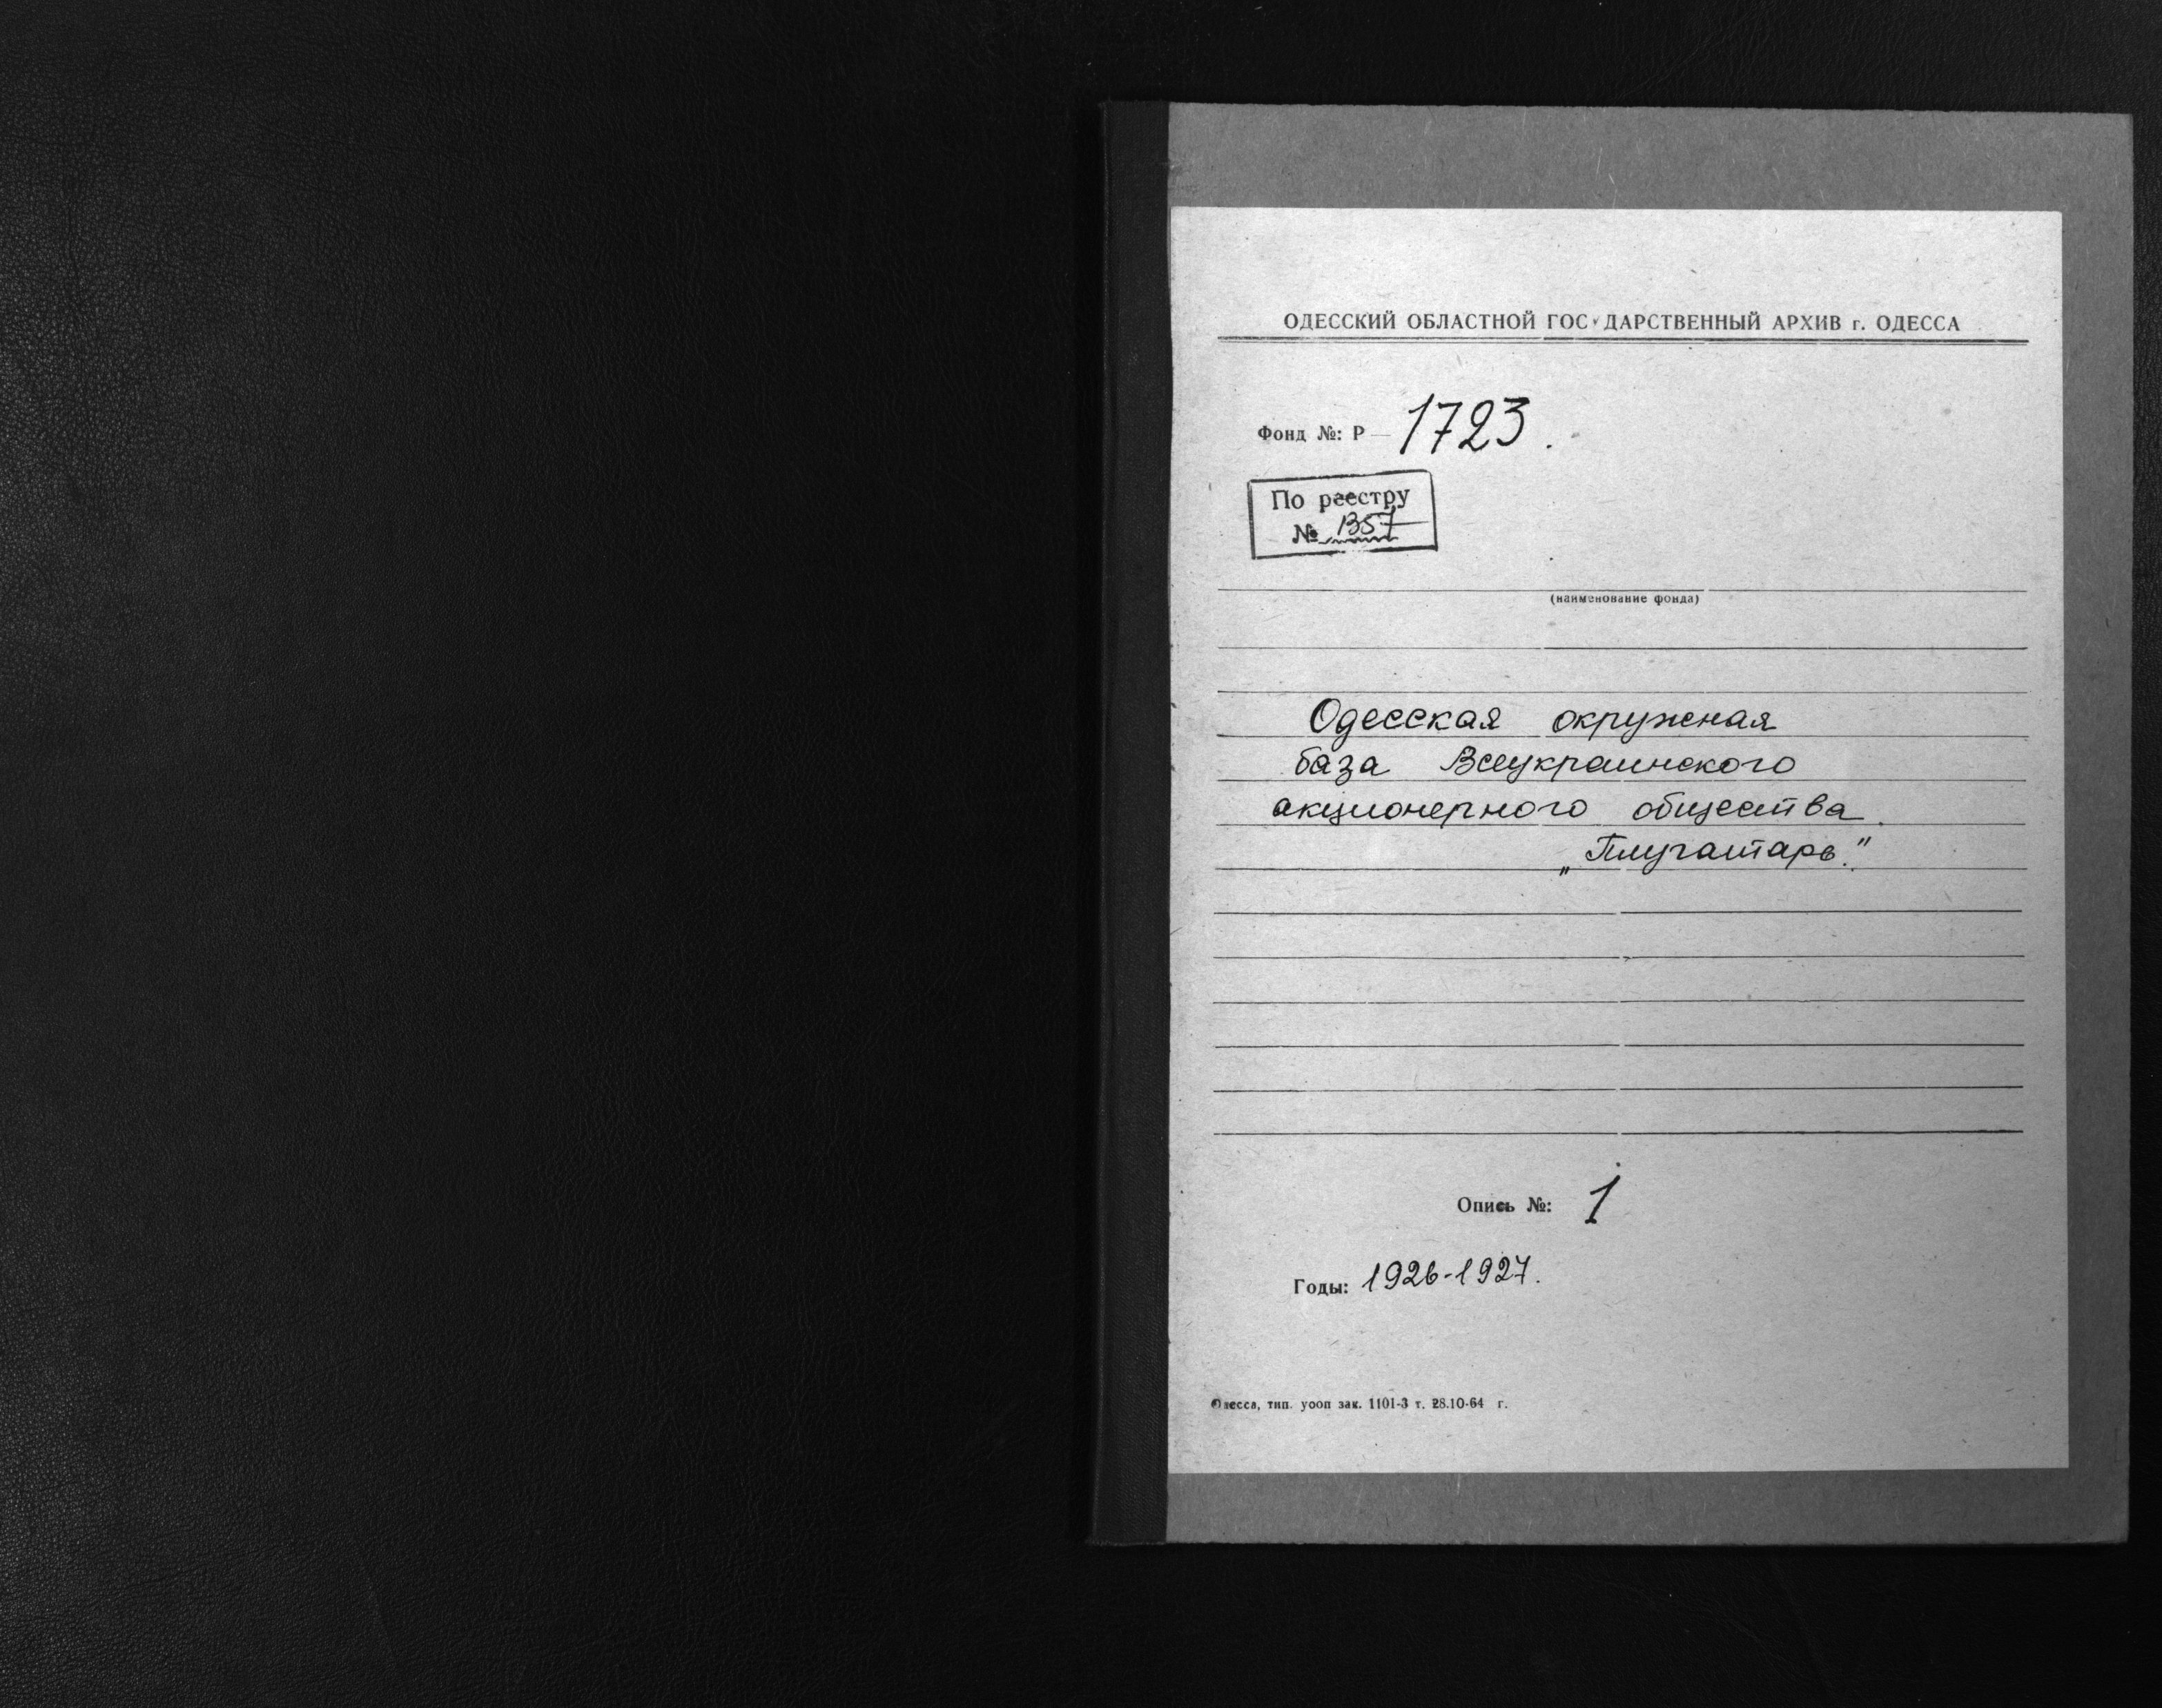 ОДЕССКИЙ ОБЛАСТНОЙ ГОСУДАРСТВЕННЫЙ АРХИВ г. ОДЕССА
Фонд №: Р — 1723.
По реестру
№ 1357
(наименование фонда)
Одесская окружная
база Всеукраинского
акционерного общества
„Плугатарь."
Опись №: 1
Годы: 1926-1927.
Одесса, тип. уооп зак. 1101-3 т. 28.10-64 г.